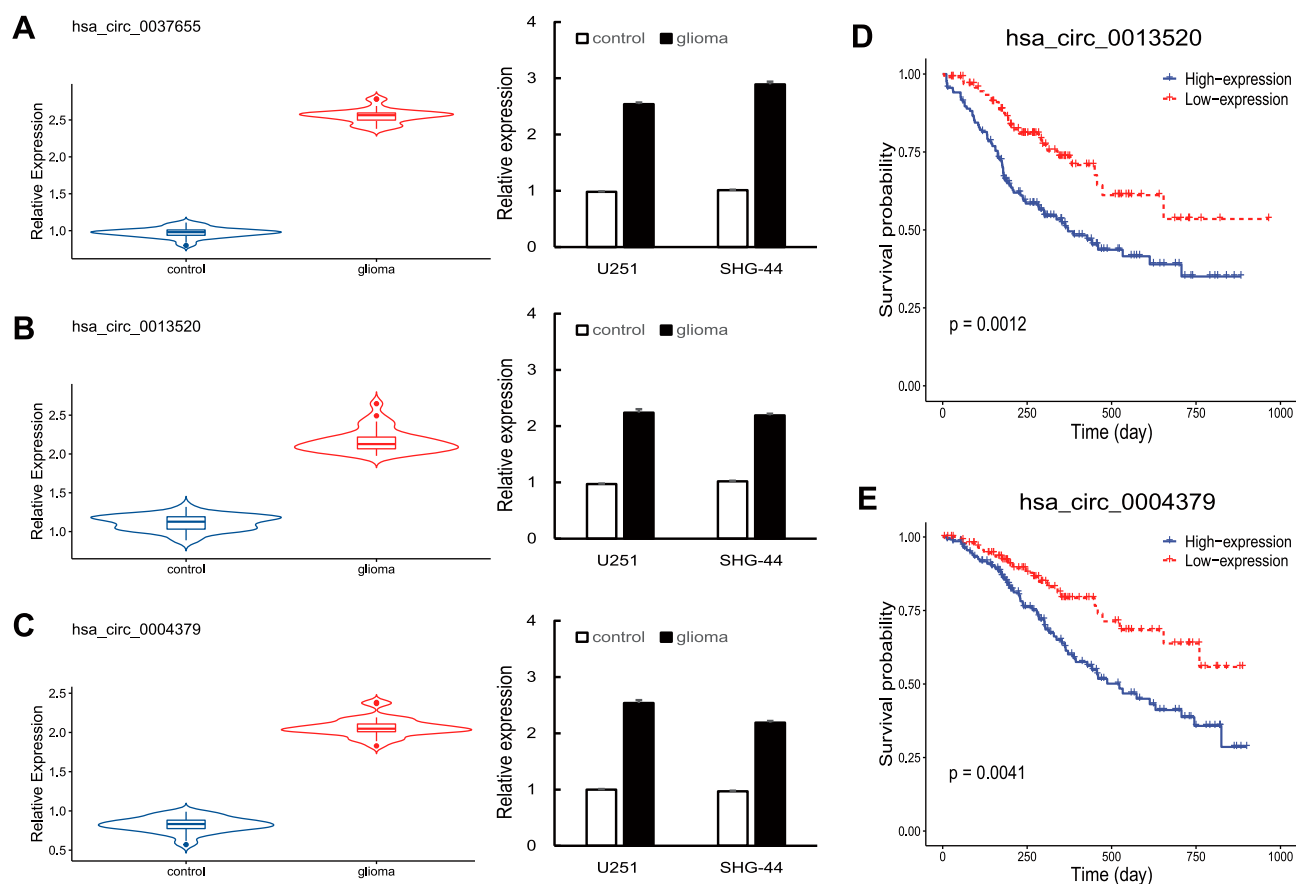 A
hsa_circ_0037655
Relative Expression
2.5
2.0
1.5
1.0
control
glioma
Relative expression
4
3
2
1
0
control glioma
U251
SHG-44
B
hsa_circ_0013520
Relative Expression
2.5
2.0
1.5
1.0
control
glioma
Relative expression
4
3
2
1
0
control glioma
U251
SHG-44
C
hsa_circ_0004379
Relative Expression
2.5
2.0
1.5
1.0
0.5
control
glioma
Relative expression
4
3
2
1
0
control glioma
U251
SHG-44
D
hsa_circ_0013520
Survival probability
1.00
0.75
0.50
0.25
0.00
High-expression
Low-expression
p = 0.0012
0 250 500 750 1000
Time (day)
E
hsa_circ_0004379
Survival probability
1.00
0.75
0.50
0.25
0.00
High-expression
Low-expression
p = 0.0041
0 250 500 750 1000
Time (day)